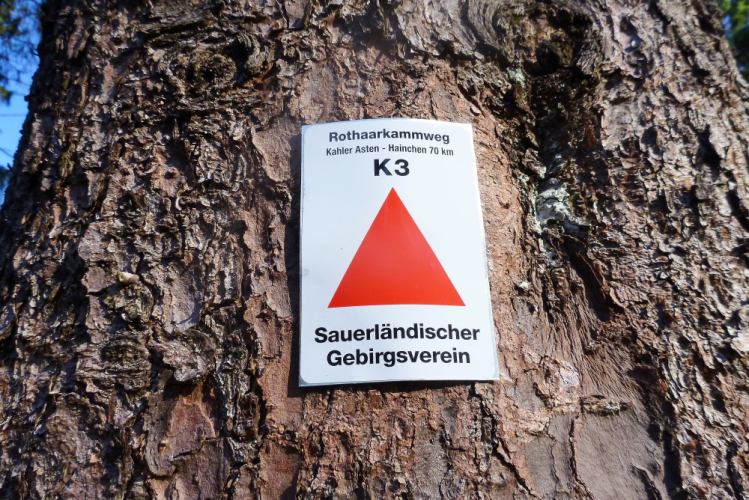 Rothaarkammweg
Kahler Asten - Hainchen 70 km
K3
Sauerländischer
Gebirgsverein